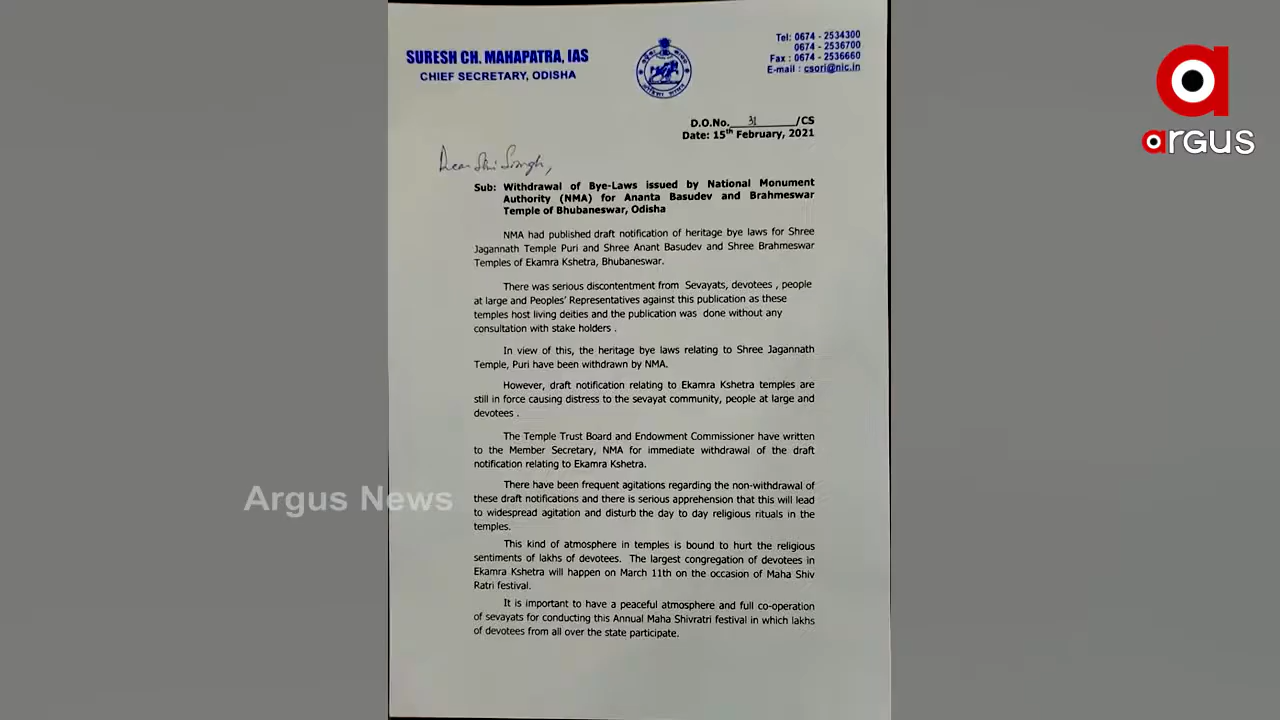 SURESH CH. MAHAPATRA, IAS
CHIEF SECRETARY, ODISHA
Tel: 0674 - 2534300
0674 - 2536700
Fax : 0674 - 2536660
E-mail : csori@nic.in
argus
D.O.No. 31 /CS
Date: 15th February, 2021
Dear Shri Singh,
Sub: Withdrawal of Bye-Laws issued by National Monument
Authority (NMA) for Ananta Basudev and Brahmeswar
Temple of Bhubaneswar, Odisha
NMA had published draft notification of heritage bye laws for Shree
Jagannath Temple Puri and Shree Anant Basudev and Shree Brahmeswar
Temples of Ekamra Kshetra, Bhubaneswar.
There was serious discontentment from Sevayats, devotees , people
at large and Peoples' Representatives against this publication as these
temples host living deities and the publication was done without any
consultation with stake holders .
In view of this, the heritage bye laws relating to Shree Jagannath
Temple, Puri have been withdrawn by NMA.
However, draft notification relating to Ekamra Kshetra temples are
still in force causing distress to the sevayat community, people at large and
devotees .
The Temple Trust Board and Endowment Commissioner have written
to the Member Secretary, NMA for immediate withdrawal of the draft
notification relating to Ekamra Kshetra.
There have been frequent agitations regarding the non-withdrawal of
these draft notifications and there is serious apprehension that this will lead
to widespread agitation and disturb the day to day religious rituals in the
temples.
Argus News
This kind of atmosphere in temples is bound to hurt the religious
sentiments of lakhs of devotees. The largest congregation of devotees in
Ekamra Kshetra will happen on March 11th on the occasion of Maha Shiv
Ratri festival.
It is important to have a peaceful atmosphere and full co-operation
of sevayats for conducting this Annual Maha Shivratri festival in which lakhs
of devotees from all over the state participate.